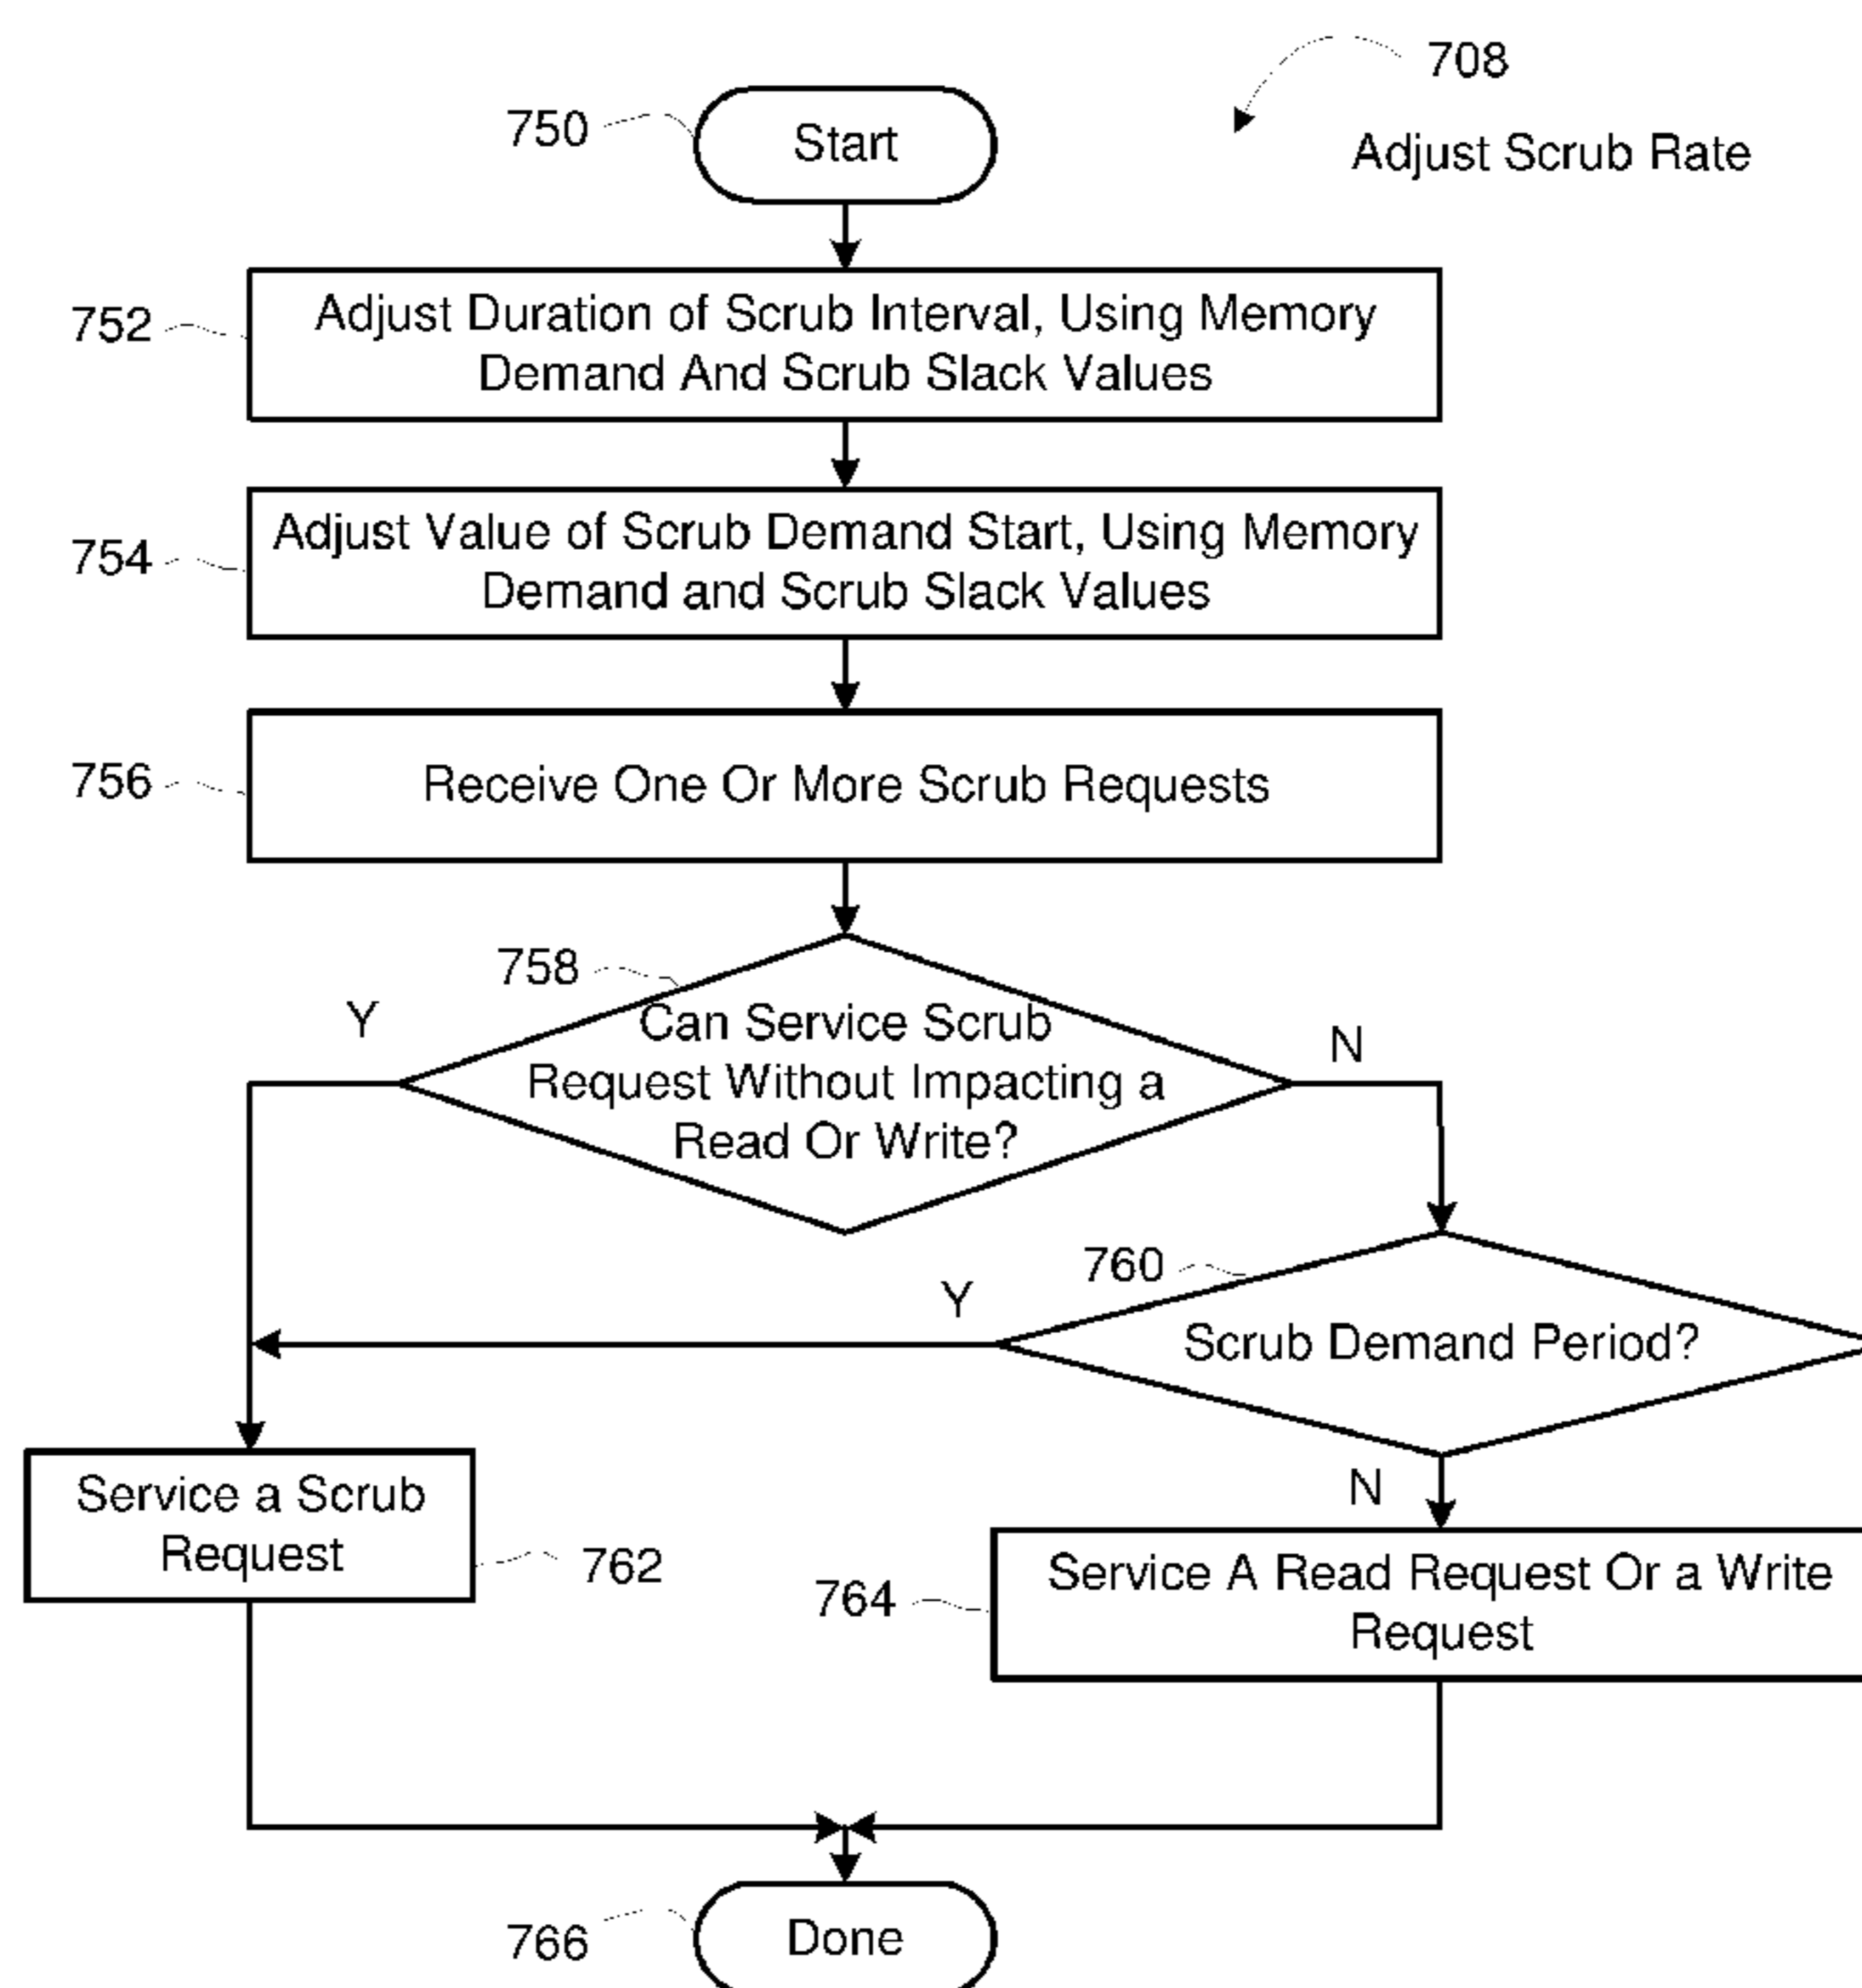 708
750
Start
Adjust Scrub Rate
752
Adjust Duration of Scrub Interval, Using Memory
Demand And Scrub Slack Values
754
Adjust Value of Scrub Demand Start, Using Memory
Demand and Scrub Slack Values
756
Receive One Or More Scrub Requests
758
Y
Can Service Scrub
Request Without Impacting a
Read Or Write?
N
760
Y
Scrub Demand Period?
N
Service a Scrub
Request
762
764
Service A Read Request Or a Write
Request
766
Done